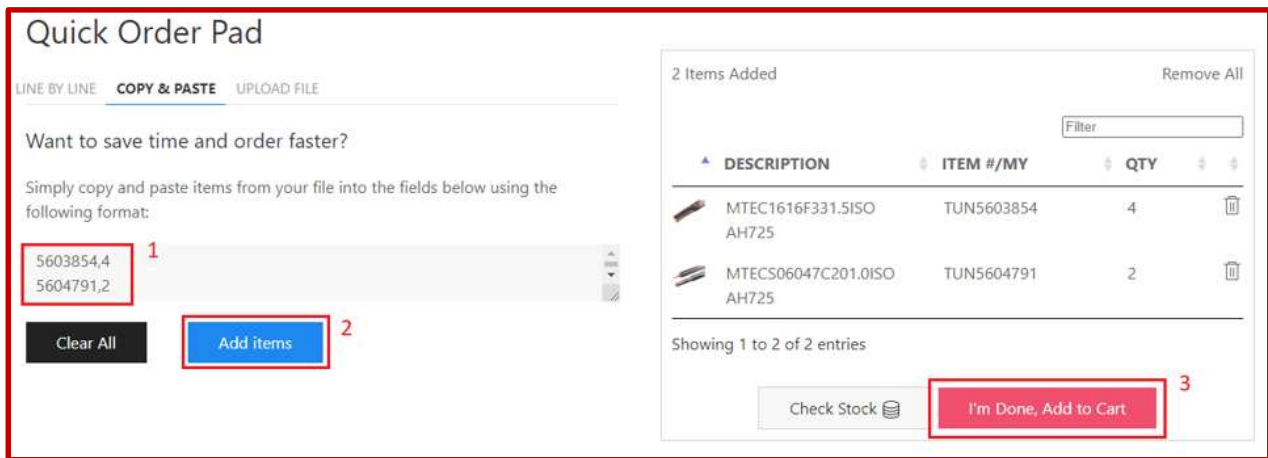 Quick Order Pad
LINE BY LINE COPY & PASTE UPLOAD FILE
Want to save time and order faster?
Simply copy and paste items from your file into the fields below using the
following format:
5603854,4
5604791,2
1
Clear All
Add items
2
2 Items Added Remove All
Filter
DESCRIPTION ITEM #/MY QTY
MTEC1616F331.5ISO TUN5603854 4
AH725
MTECS06047C201.0ISO TUN5604791 2
AH725
Showing 1 to 2 of 2 entries
Check Stock
I'm Done, Add to Cart
3